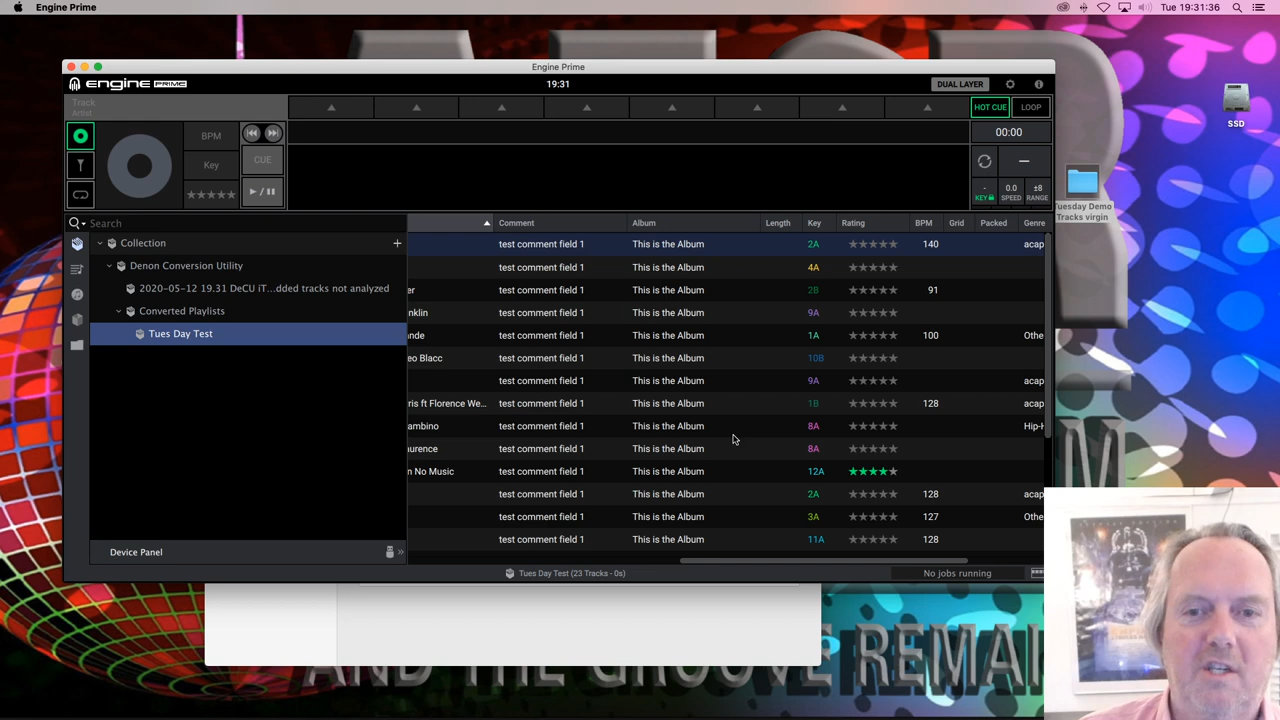 Engine Prime
Tue 19:31:36
Engine Prime
engine PRIME
19:31
DUAL LAYER
Track
Artist
BPM
Key
CUE
HOT CUE
LOOP
00:00
-
KEY
0.0
SPEED
±8
RANGE
SSD
Tuesday Demo
Tracks virgin
Search
Collection
Denon Conversion Utility
2020-05-12 19.31 DeCU iT...dded tracks not analyzed
Converted Playlists
Tues Day Test
Device Panel
Comment Album Length Key Rating BPM Grid Packed Genre
test comment field 1 This is the Album 2A 140 acap
test comment field 1 This is the Album 4A
er test comment field 1 This is the Album 2B 91
nklin test comment field 1 This is the Album 9A
nde test comment field 1 This is the Album 1A 100 Othe
eo Blacc test comment field 1 This is the Album 10B
test comment field 1 This is the Album 9A acap
ris ft Florence We... test comment field 1 This is the Album 1B 128 acap
ambino test comment field 1 This is the Album 8A Hip-H
aurence test comment field 1 This is the Album 8A
n No Music test comment field 1 This is the Album 12A
test comment field 1 This is the Album 2A 128 acap
test comment field 1 This is the Album 3A 127 Othe
test comment field 1 This is the Album 11A 128
Tues Day Test (23 Tracks - 0s)
No jobs running
AND THE GROOVE REMA